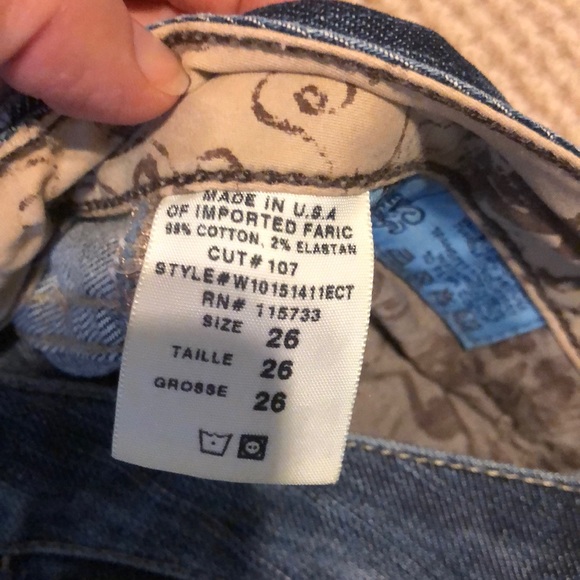 MADE IN U.S.A
OF IMPORTED FARIC
98% COTTON, 2% ELASTAN
CUT# 107
STYLE#W10151411ECT
RN# 115733
SIZE 26
TAILLE 26
GROSSE 26